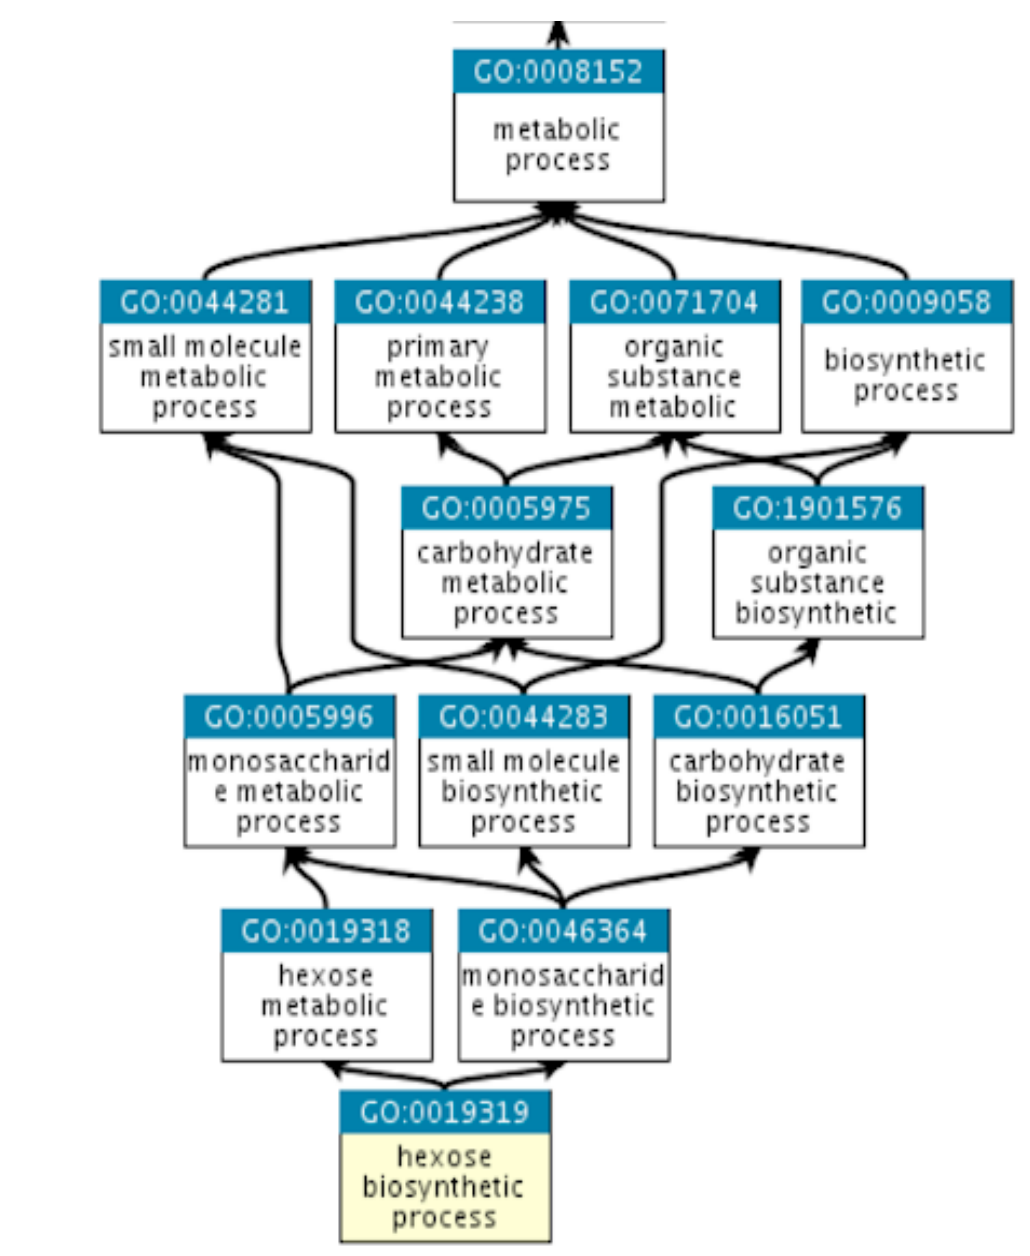 GO:0008152
metabolic
process
GO:0044281
small molecule
metabolic
process
GO:0044238
primary
metabolic
process
GO:0071704
organic
substance
metabolic
GO:0009058
biosynthetic
process
GO:0005975
carbohydrate
metabolic
process
GO:1901576
organic
substance
biosynthetic
GO:0005996
monosaccharid
e metabolic
process
GO:0044283
small molecule
biosynthetic
process
GO:0016051
carbohydrate
biosynthetic
process
GO:0019318
hexose
metabolic
process
GO:0046364
monosaccharid
e biosynthetic
process
GO:0019319
hexose
biosynthetic
process